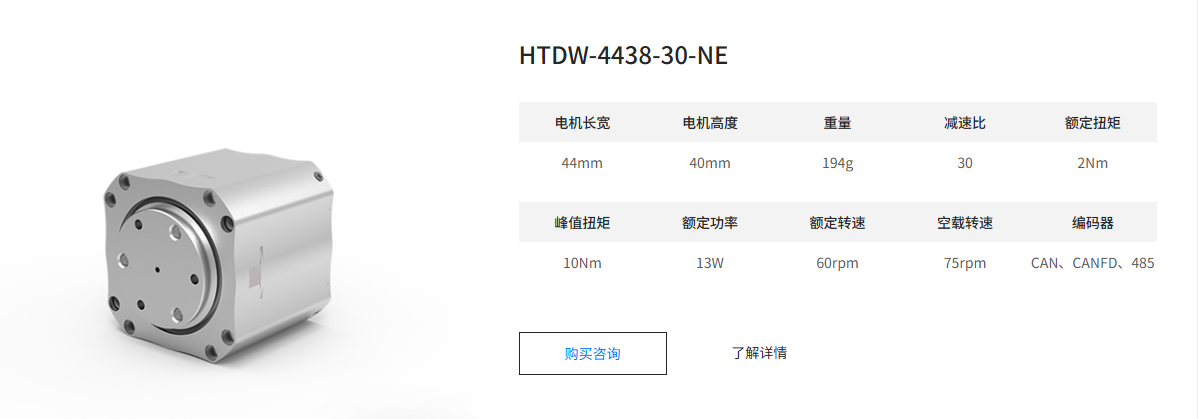 HTDW-4438-30-NE
电机长宽 电机高度 重量 减速比 额定扭矩
44mm 40mm 194g 30 2Nm
峰值扭矩 额定功率 额定转速 空载转速 编码器
10Nm 13W 60rpm 75rpm CAN、CANFD、485
购买咨询 了解详情